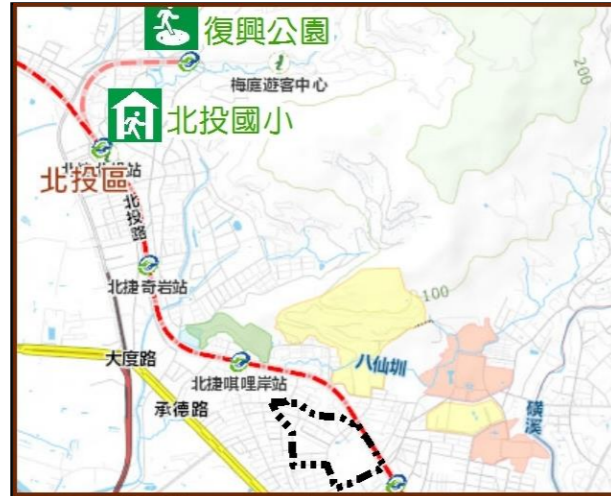 復興公園
梅庭遊客中心
200
北投國小
北投區
北投路
北捷奇岩站
100
大度路
北捷唭哩岸站
八仙圳
磺溪
承德路